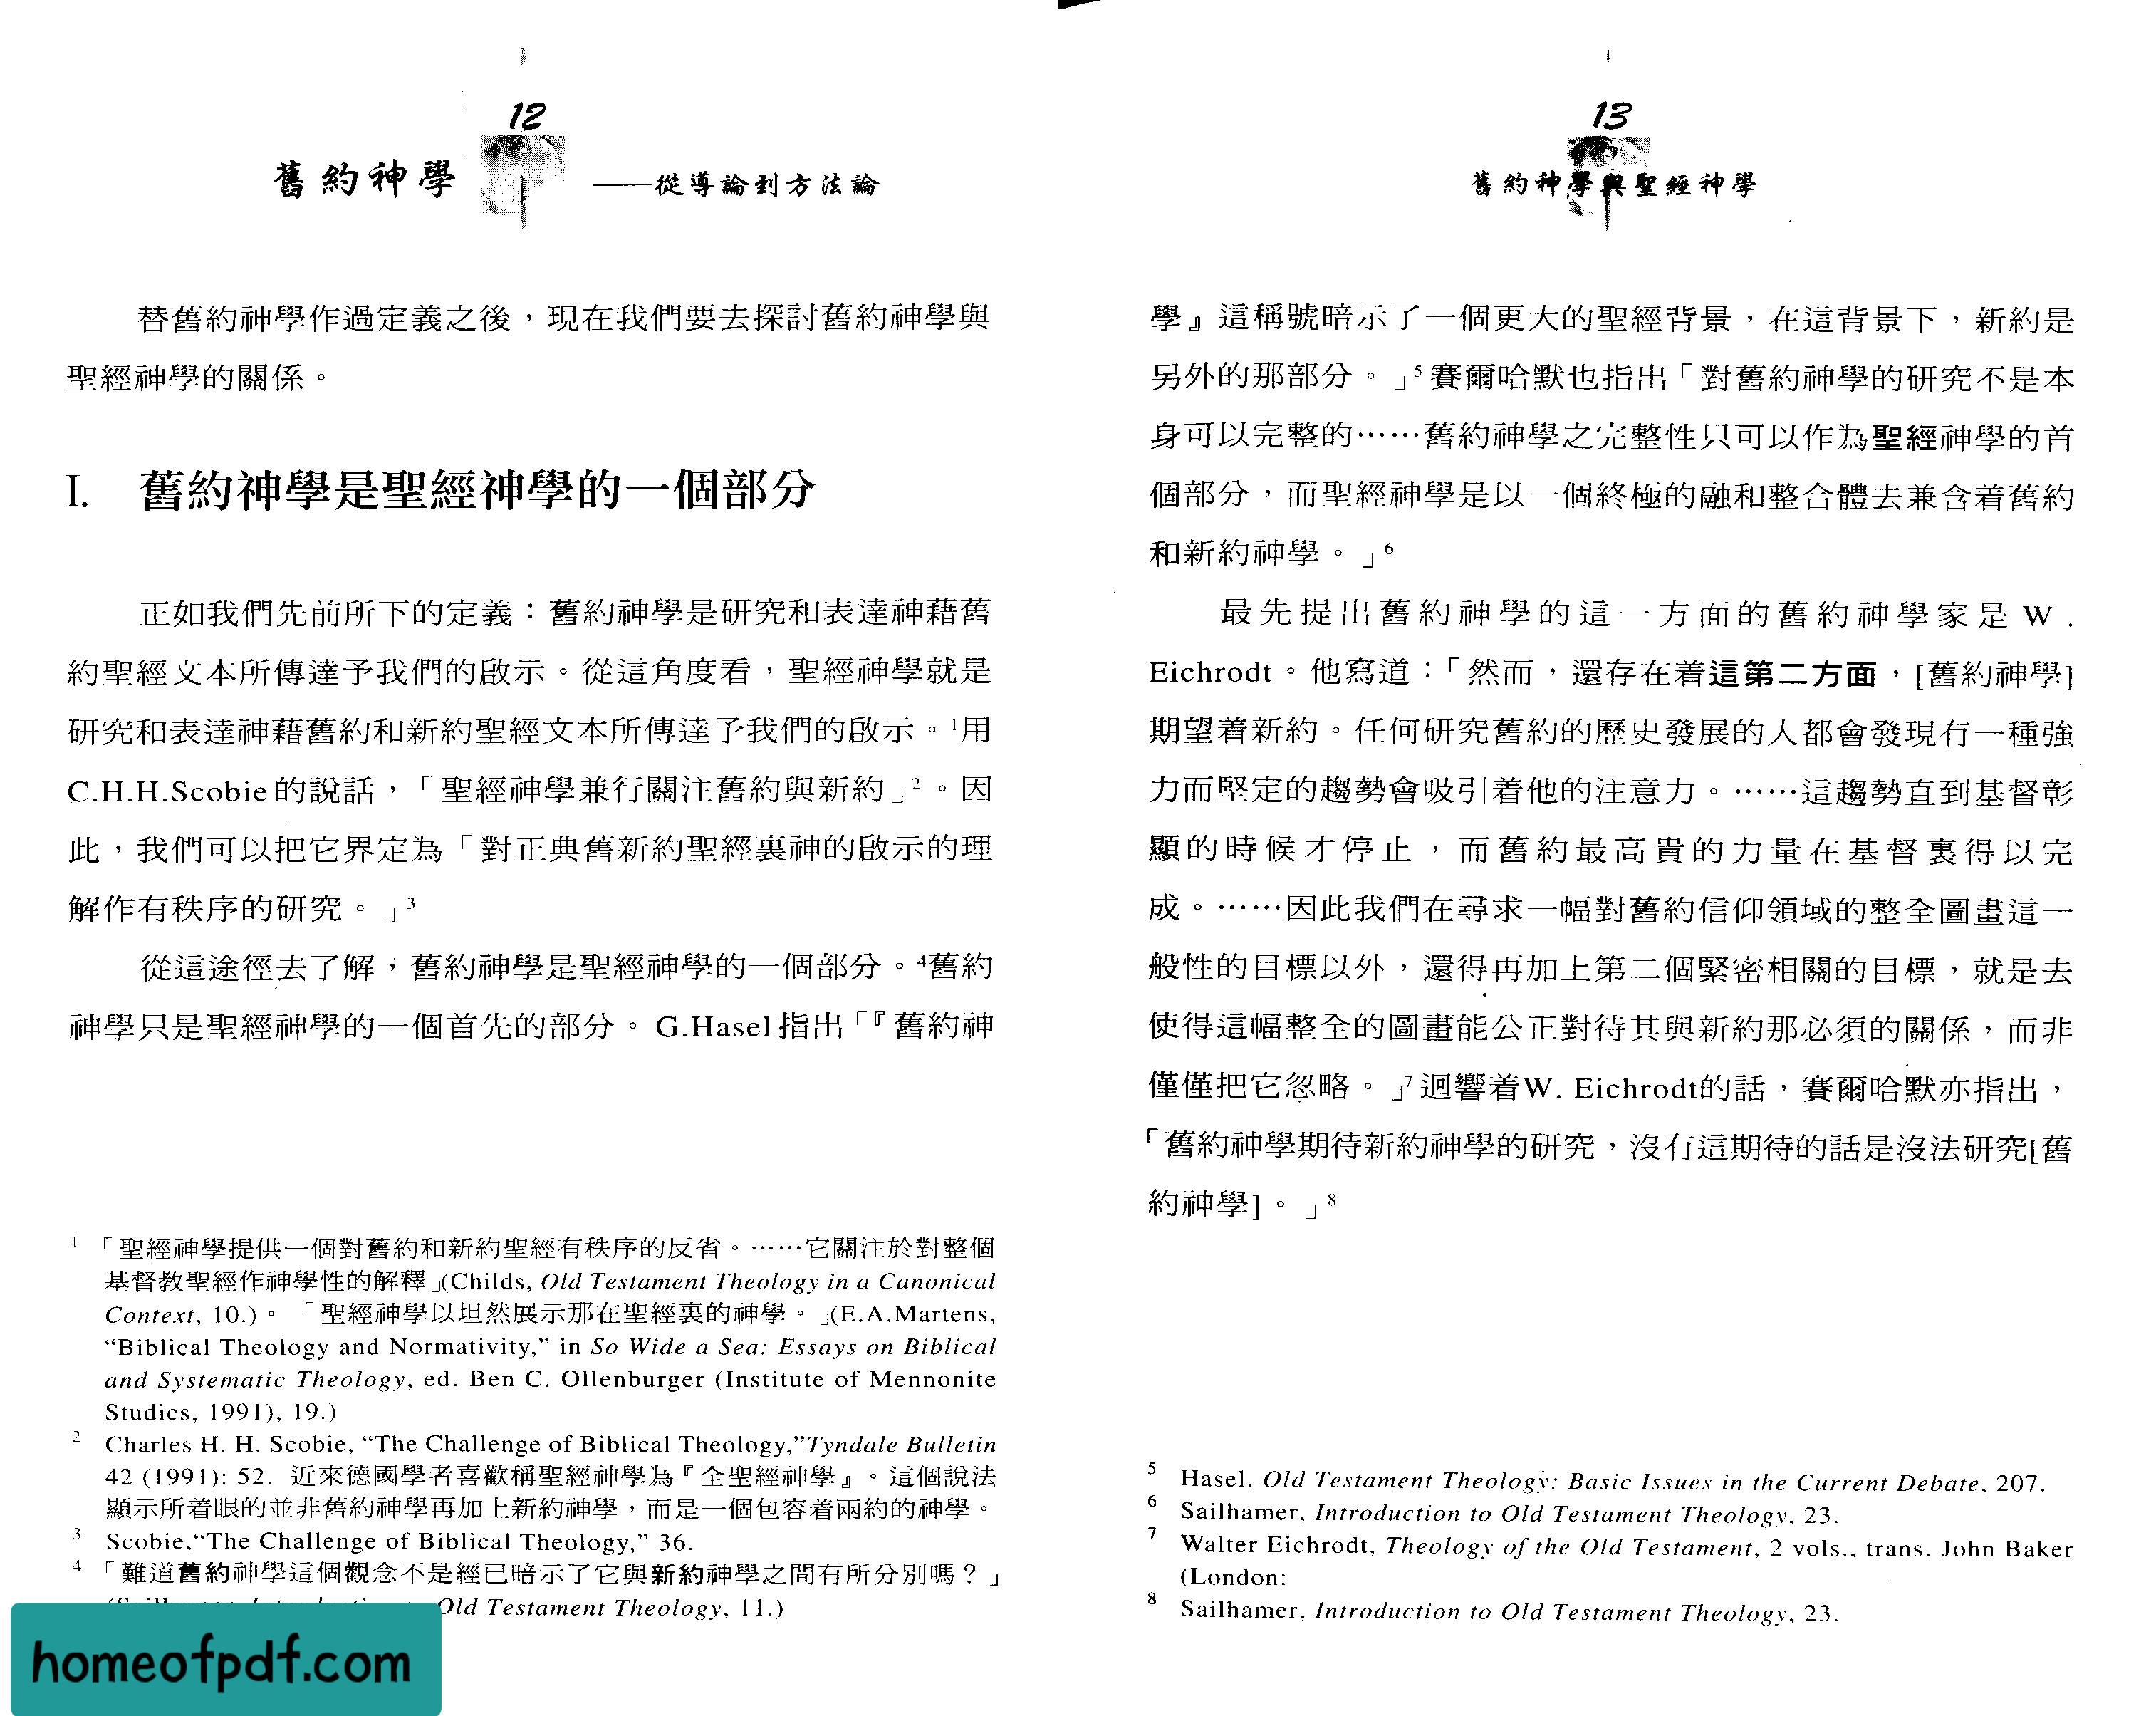 12
舊約神學 ——從導論到方法論
替舊約神學作過定義之後，現在我們要去探討舊約神學與
聖經神學的關係。
I. 舊約神學是聖經神學的一個部分
正如我們先前所下的定義：舊約神學是研究和表達神藉舊
約聖經文本所傳達予我們的啟示。從這角度看，聖經神學就是
研究和表達神藉舊約和新約聖經文本所傳達予我們的啟示。1用
C.H.H.Scobie的說話，「聖經神學兼行關注舊約與新約」2。因
此，我們可以把它界定為「對正典舊新約聖經裏神的啟示的理
解作有秩序的研究。」3
從這途徑去了解，舊約神學是聖經神學的一個部分。4舊約
神學只是聖經神學的一個首先的部分。G.Hasel指出「『舊約神
1 「聖經神學提供一個對舊約和新約聖經有秩序的反省。……它關注於對整個
基督教聖經作神學性的解釋」(Childs, Old Testament Theology in a Canonical
Context, 10.)。「聖經神學以坦然展示那在聖經裏的神學。」(E.A.Martens,
“Biblical Theology and Normativity,” in So Wide a Sea: Essays on Biblical
and Systematic Theology, ed. Ben C. Ollenburger (Institute of Mennonite
Studies, 1991), 19.)
2 Charles H. H. Scobie, “The Challenge of Biblical Theology,”Tyndale Bulletin
42 (1991): 52. 近來德國學者喜歡稱聖經神學為『全聖經神學』。這個說法
顯示所着眼的並非舊約神學再加上新約神學，而是一個包容着兩約的神學。
3 Scobie,“The Challenge of Biblical Theology,” 36.
4 「難道舊約神學這個觀念不是經已暗示了它與新約神學之間有所分別嗎？」
Old Testament Theology, 11.)
homeofpdf.com
13
舊約神學與聖經神學
學』這稱號暗示了一個更大的聖經背景，在這背景下，新約是
另外的那部分。」5賽爾哈默也指出「對舊約神學的研究不是本
身可以完整的……舊約神學之完整性只可以作為聖經神學的首
個部分，而聖經神學是以一個終極的融和整合體去兼含着舊約
和新約神學。」6
最先提出舊約神學的這一方面的舊約神學家是W.
Eichrodt。他寫道：「然而，還存在着這第二方面，[舊約神學]
期望着新約。任何研究舊約的歷史發展的人都會發現有一種強
力而堅定的趨勢會吸引着他的注意力。……這趨勢直到基督彰
顯的時候才停止，而舊約最高貴的力量在基督裏得以完
成。……因此我們在尋求一幅對舊約信仰領域的整全圖畫這一
般性的目標以外，還得再加上第二個緊密相關的目標，就是去
使得這幅整全的圖畫能公正對待其與新約那必須的關係，而非
僅僅把它忽略。」7迴響着W. Eichrodt的話，賽爾哈默亦指出，
「舊約神學期待新約神學的研究，沒有這期待的話是沒法研究[舊
約神學]。」8
5 Hasel, Old Testament Theology: Basic Issues in the Current Debate, 207.
6 Sailhamer, Introduction to Old Testament Theology, 23.
7 Walter Eichrodt, Theology of the Old Testament, 2 vols., trans. John Baker
(London:
8 Sailhamer, Introduction to Old Testament Theology, 23.